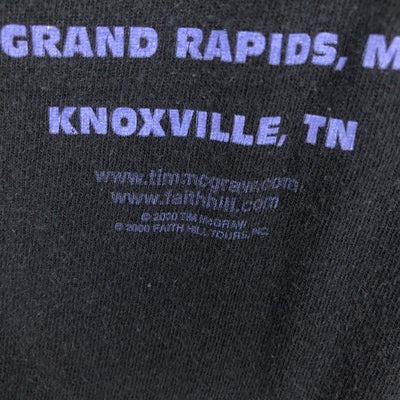 GRAND RAPIDS, M
KNOXVILLE, TN
www.timmcgraw.com
www.faithhill.com
© 2000 TIM McGRAW
© 2000 FAITH HILL TOURS, INC.